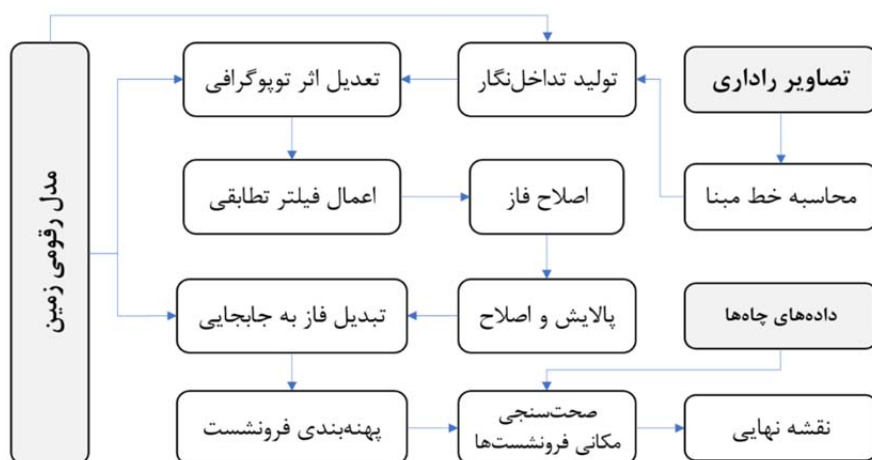 تصاویر راداری
تولید تداخل‌نگار
تعدیل اثر توپوگرافی
مدل رقومی زمین
محاسبه خط مبنا
اصلاح فاز
اعمال فیلتر تطابقی
داده‌های چاه‌ها
پالایش و اصلاح
تبدیل فاز به جابجایی
نقشه نهایی
صحت‌سنجی
مکانی فرونشست‌ها
پهنه‌بندی فرونشست